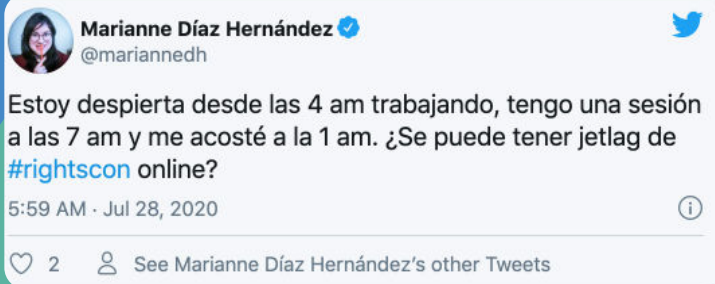 Marianne Díaz Hernández
@mariannedh
Estoy despierta desde las 4 am trabajando, tengo una sesión
a las 7 am y me acosté a la 1 am. ¿Se puede tener jetlag de
#rightscon online?
5:59 AM · Jul 28, 2020
2 See Marianne Díaz Hernández's other Tweets